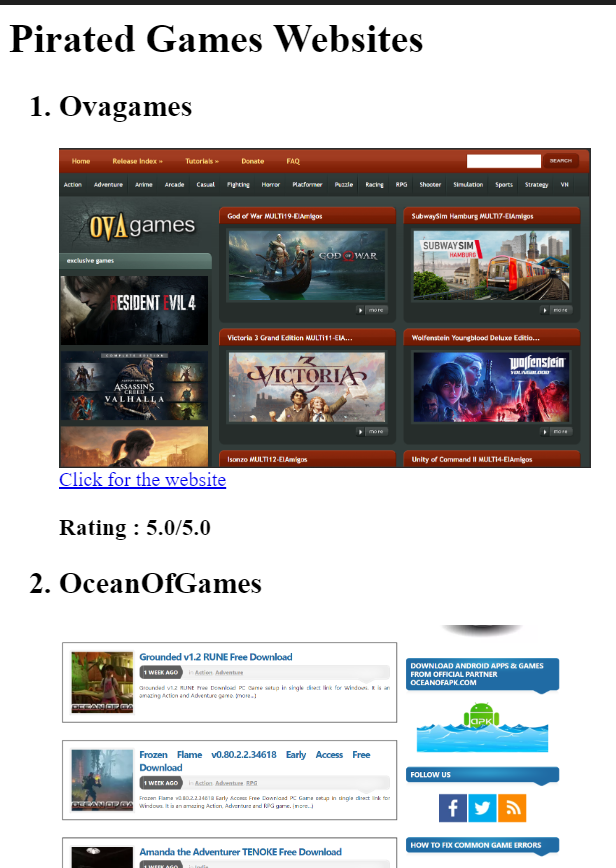 Pirated Games Websites
1. Ovagames
Home Release Index » Tutorials » Donate FAQ SEARCH
Action Adventure Anime Arcade Casual Fighting Horror Platformer Puzzle Racing RPG Shooter Simulation Sports Strategy VN
OVA games
exclusive games
RESIDENT EVIL 4
COMPLETE EDITION
ASSASSIN'S
CREED
VALHALLA
God of War MULTi19-ElAmigos
GOD OF WAR
more
SubwaySim Hamburg MULTi7-ElAmigos
SUBWAYSIM
HAMBURG
more
Victoria 3 Grand Edition MULTi11-ElA...
3
VICTORIA
more
Wolfenstein Youngblood Deluxe Editio...
Wolfenstein
YOUNGBLOOD
more
Isonzo MULTi12-ElAmigos
Unity of Command II MULTi4-ElAmigos
Click for the website
Rating : 5.0/5.0
2. OceanOfGames
Grounded v1.2 RUNE Free Download
1 WEEK AGO in Action, Adventure
Grounded v1.2 RUNE Free Download PC Game setup in single direct link for Windows. It is an
amazing Action and Adventure game. (more...)
Frozen Flame v0.80.2.2.34618 Early Access Free
Download
1 WEEK AGO in Action, Adventure, RPG
Frozen Flame v0.80.2.2.34618 Early Access Free Download PC Game setup in single direct link for
Windows. It is an amazing Action, Adventure and RPG game. (more...)
Amanda the Adventurer TENOKE Free Download
1 WEEK AGO in Indie
DOWNLOAD ANDROID APPS & GAMES
FROM OFFICIAL PARTNER
OCEANOFAPK.COM
APK
FOLLOW US
HOW TO FIX COMMON GAME ERRORS